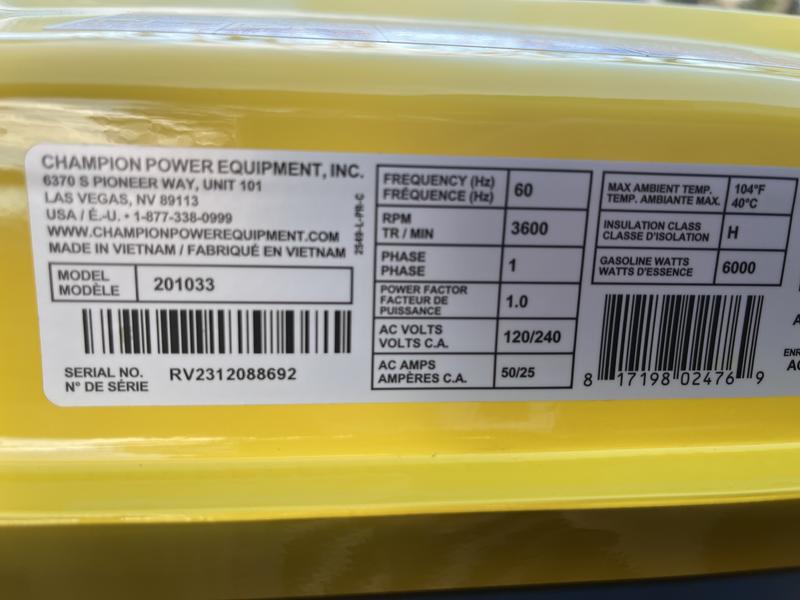 CHAMPION POWER EQUIPMENT, INC.
6370 S PIONEER WAY, UNIT 101
LAS VEGAS, NV 89113
USA / É.-U. • 1-877-338-0999
WWW.CHAMPIONPOWEREQUIPMENT.COM
MADE IN VIETNAM / FABRIQUÉ EN VIETNAM
2549-L-PR-C
MODEL
MODÈLE
201033
SERIAL NO.
N° DE SÉRIE
RV2312088692
FREQUENCY (Hz)
FRÉQUENCE (Hz)
60
RPM
TR / MIN
3600
PHASE
PHASE
1
POWER FACTOR
FACTEUR DE
PUISSANCE
1.0
AC VOLTS
VOLTS C.A.
120/240
AC AMPS
AMPÈRES C.A.
50/25
MAX AMBIENT TEMP.
TEMP. AMBIANTE MAX.
104°F
40°C
INSULATION CLASS
CLASSE D'ISOLATION
H
GASOLINE WATTS
WATTS D'ESSENCE
6000
8 17198 02476 9
ENR